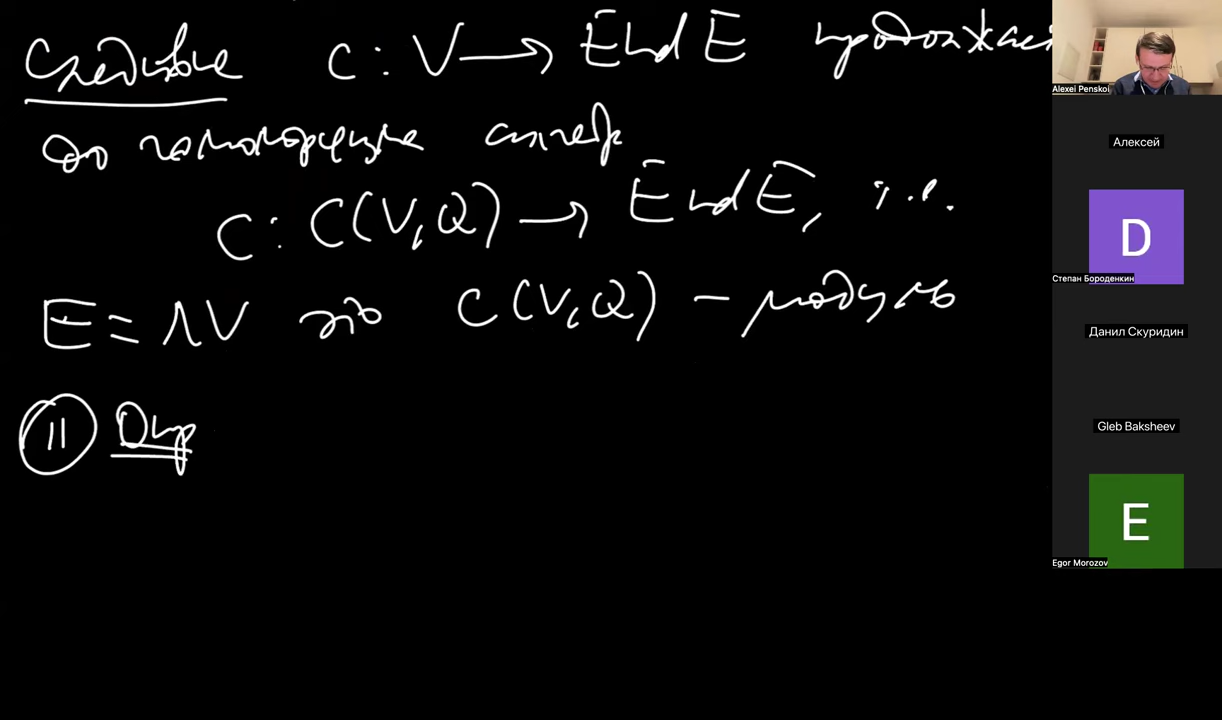 Следствие c: V → End E продолжает
до гомоморфизма алгебр
c: C(V, Q) → End E, т.е.
E = ΛV это C(V, Q) - модуль
11 Опр
Alexei Penskoi
Алексей
D
Степан Бороденкин
Данил Скуридин
Gleb Baksheev
E
Egor Morozov